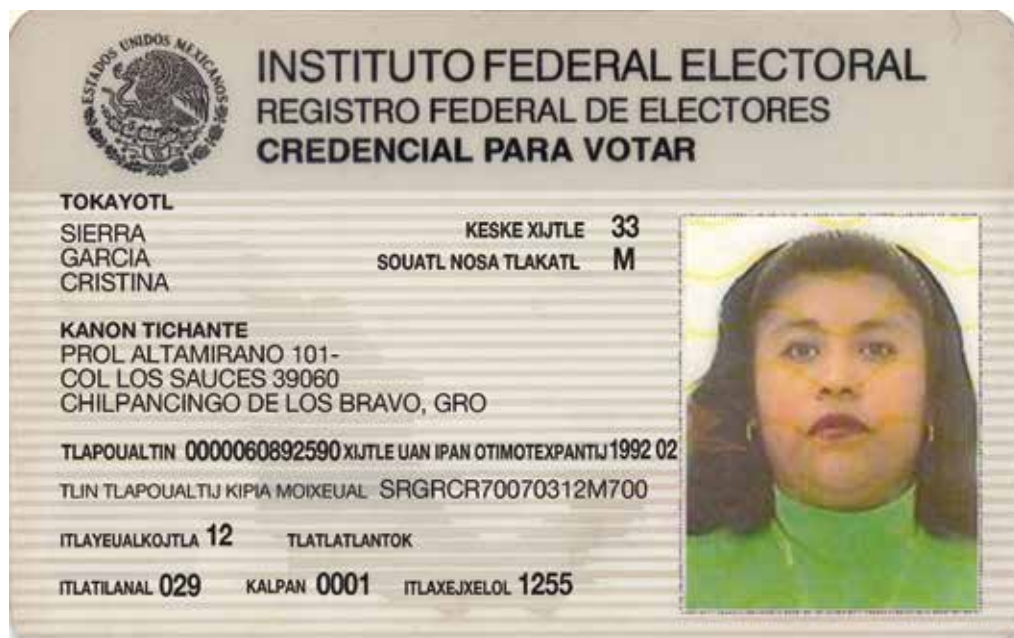 ESTADOS UNIDOS MEXICANOS
INSTITUTO FEDERAL ELECTORAL
REGISTRO FEDERAL DE ELECTORES
CREDENCIAL PARA VOTAR
TOKAYOTL
SIERRA
GARCIA
CRISTINA
KESKE XIJTLE 33
SOUATL NOSA TLAKATL M
KANON TICHANTE
PROL ALTAMIRANO 101-
COL LOS SAUCES 39060
CHILPANCINGO DE LOS BRAVO, GRO
TLAPOUALTIN 0000060892590 XIJTLE UAN IPAN OTIMOTEXPANTIJ 1992 02
TLIN TLAPOUALTIJ KIPIA MOIXEUAL SRGRCR70070312M700
ITLAYEUALKOJTLA 12 TLATLATLANTOK
ITLATILANAL 029 KALPAN 0001 ITLAXEJXELOL 1255